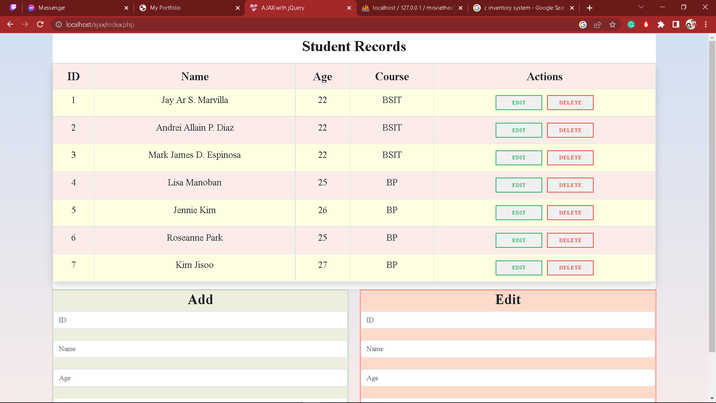 Messenger
My Portfolio
AJAX with jQuery
localhost / 127.0.0.1 / moviethea
c inventory system - Google Sea
localhost/ajax/index.php
Student Records
ID Name Age Course Actions
1 Jay Ar S. Marvilla 22 BSIT EDIT DELETE
2 Andrei Allain P. Diaz 22 BSIT EDIT DELETE
3 Mark James D. Espinosa 22 BSIT EDIT DELETE
4 Lisa Manoban 25 BP EDIT DELETE
5 Jennie Kim 26 BP EDIT DELETE
6 Roseanne Park 25 BP EDIT DELETE
7 Kim Jisoo 27 BP EDIT DELETE
Add
ID
Name
Age
Edit
ID
Name
Age